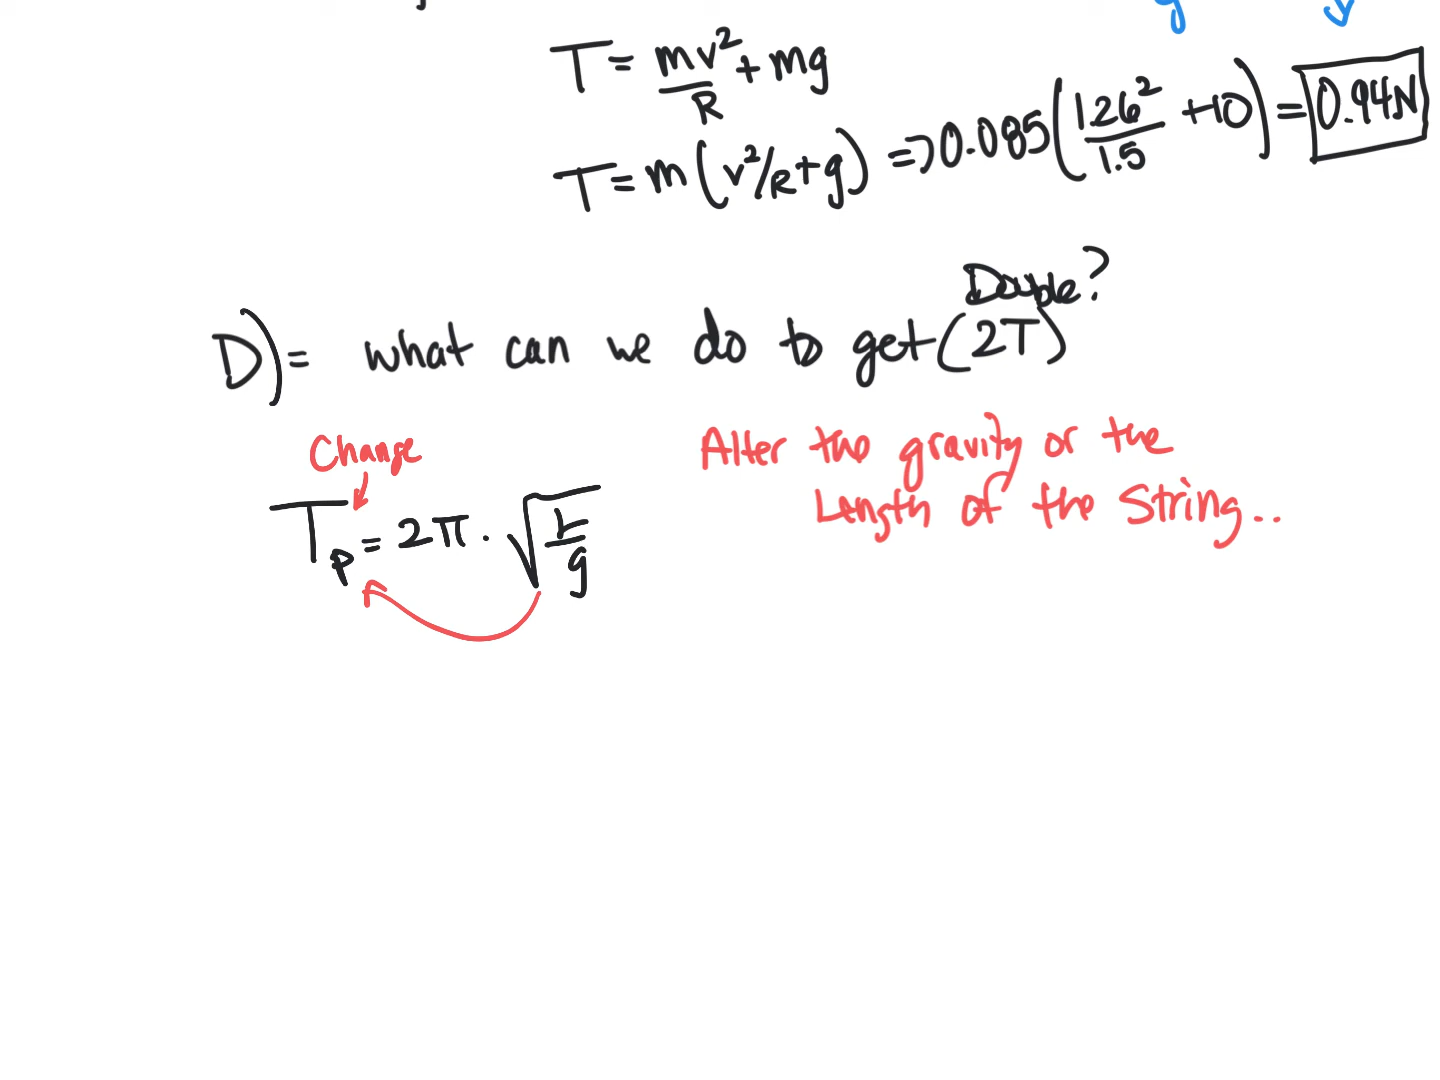 T = mv²/R + mg
T = m(v²/R + g) => 0.085(1.26²/1.5 + 10) = 0.94N
Double?
D) = what can we do to get (2T)
Change
Alter the gravity or the
Length of the String..
Tp = 2π · √(L/g)